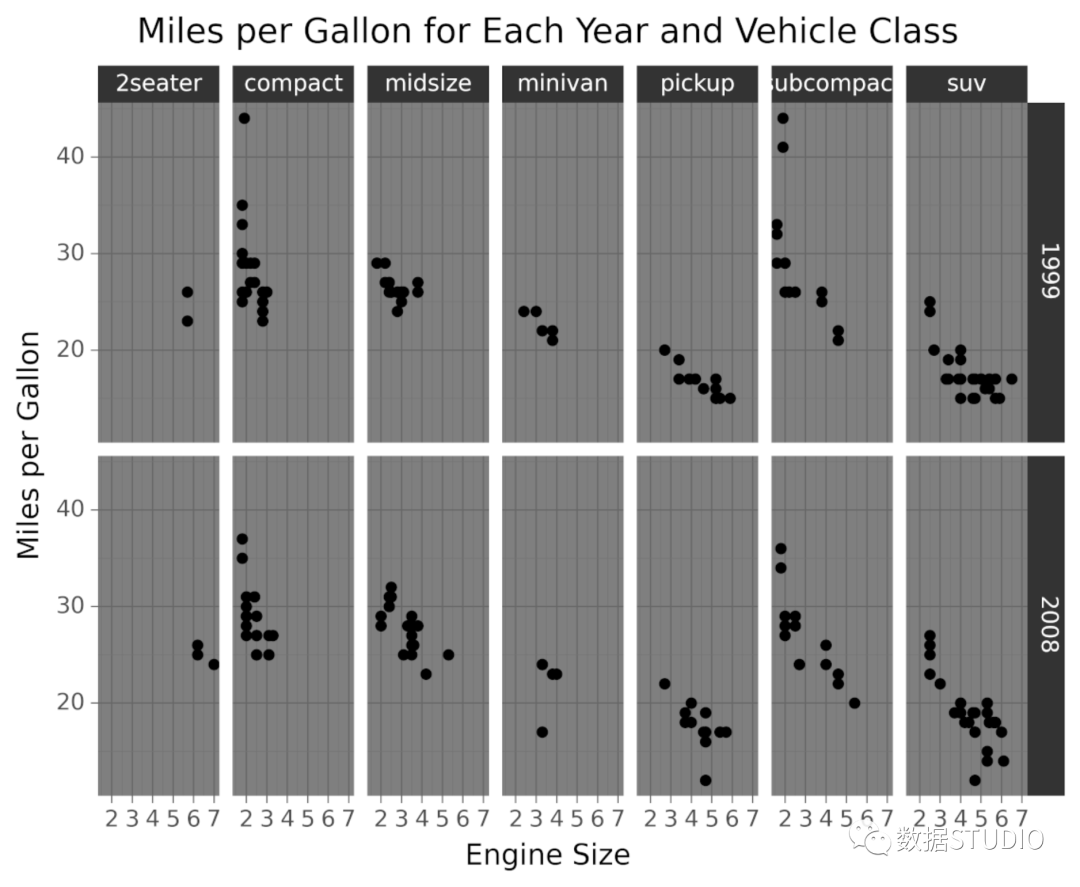 Miles per Gallon for Each Year and Vehicle Class
2seater compact midsize minivan pickup subcompac suv
40
30
20
1999
Miles per Gallon
40
30
20
2008
2 3 4 5 6 7 2 3 4 5 6 7 2 3 4 5 6 7 2 3 4 5 6 7 2 3 4 5 6 7 2 3 4 5 6 7 2 3 4 5 6 7
Engine Size
数据STUDIO